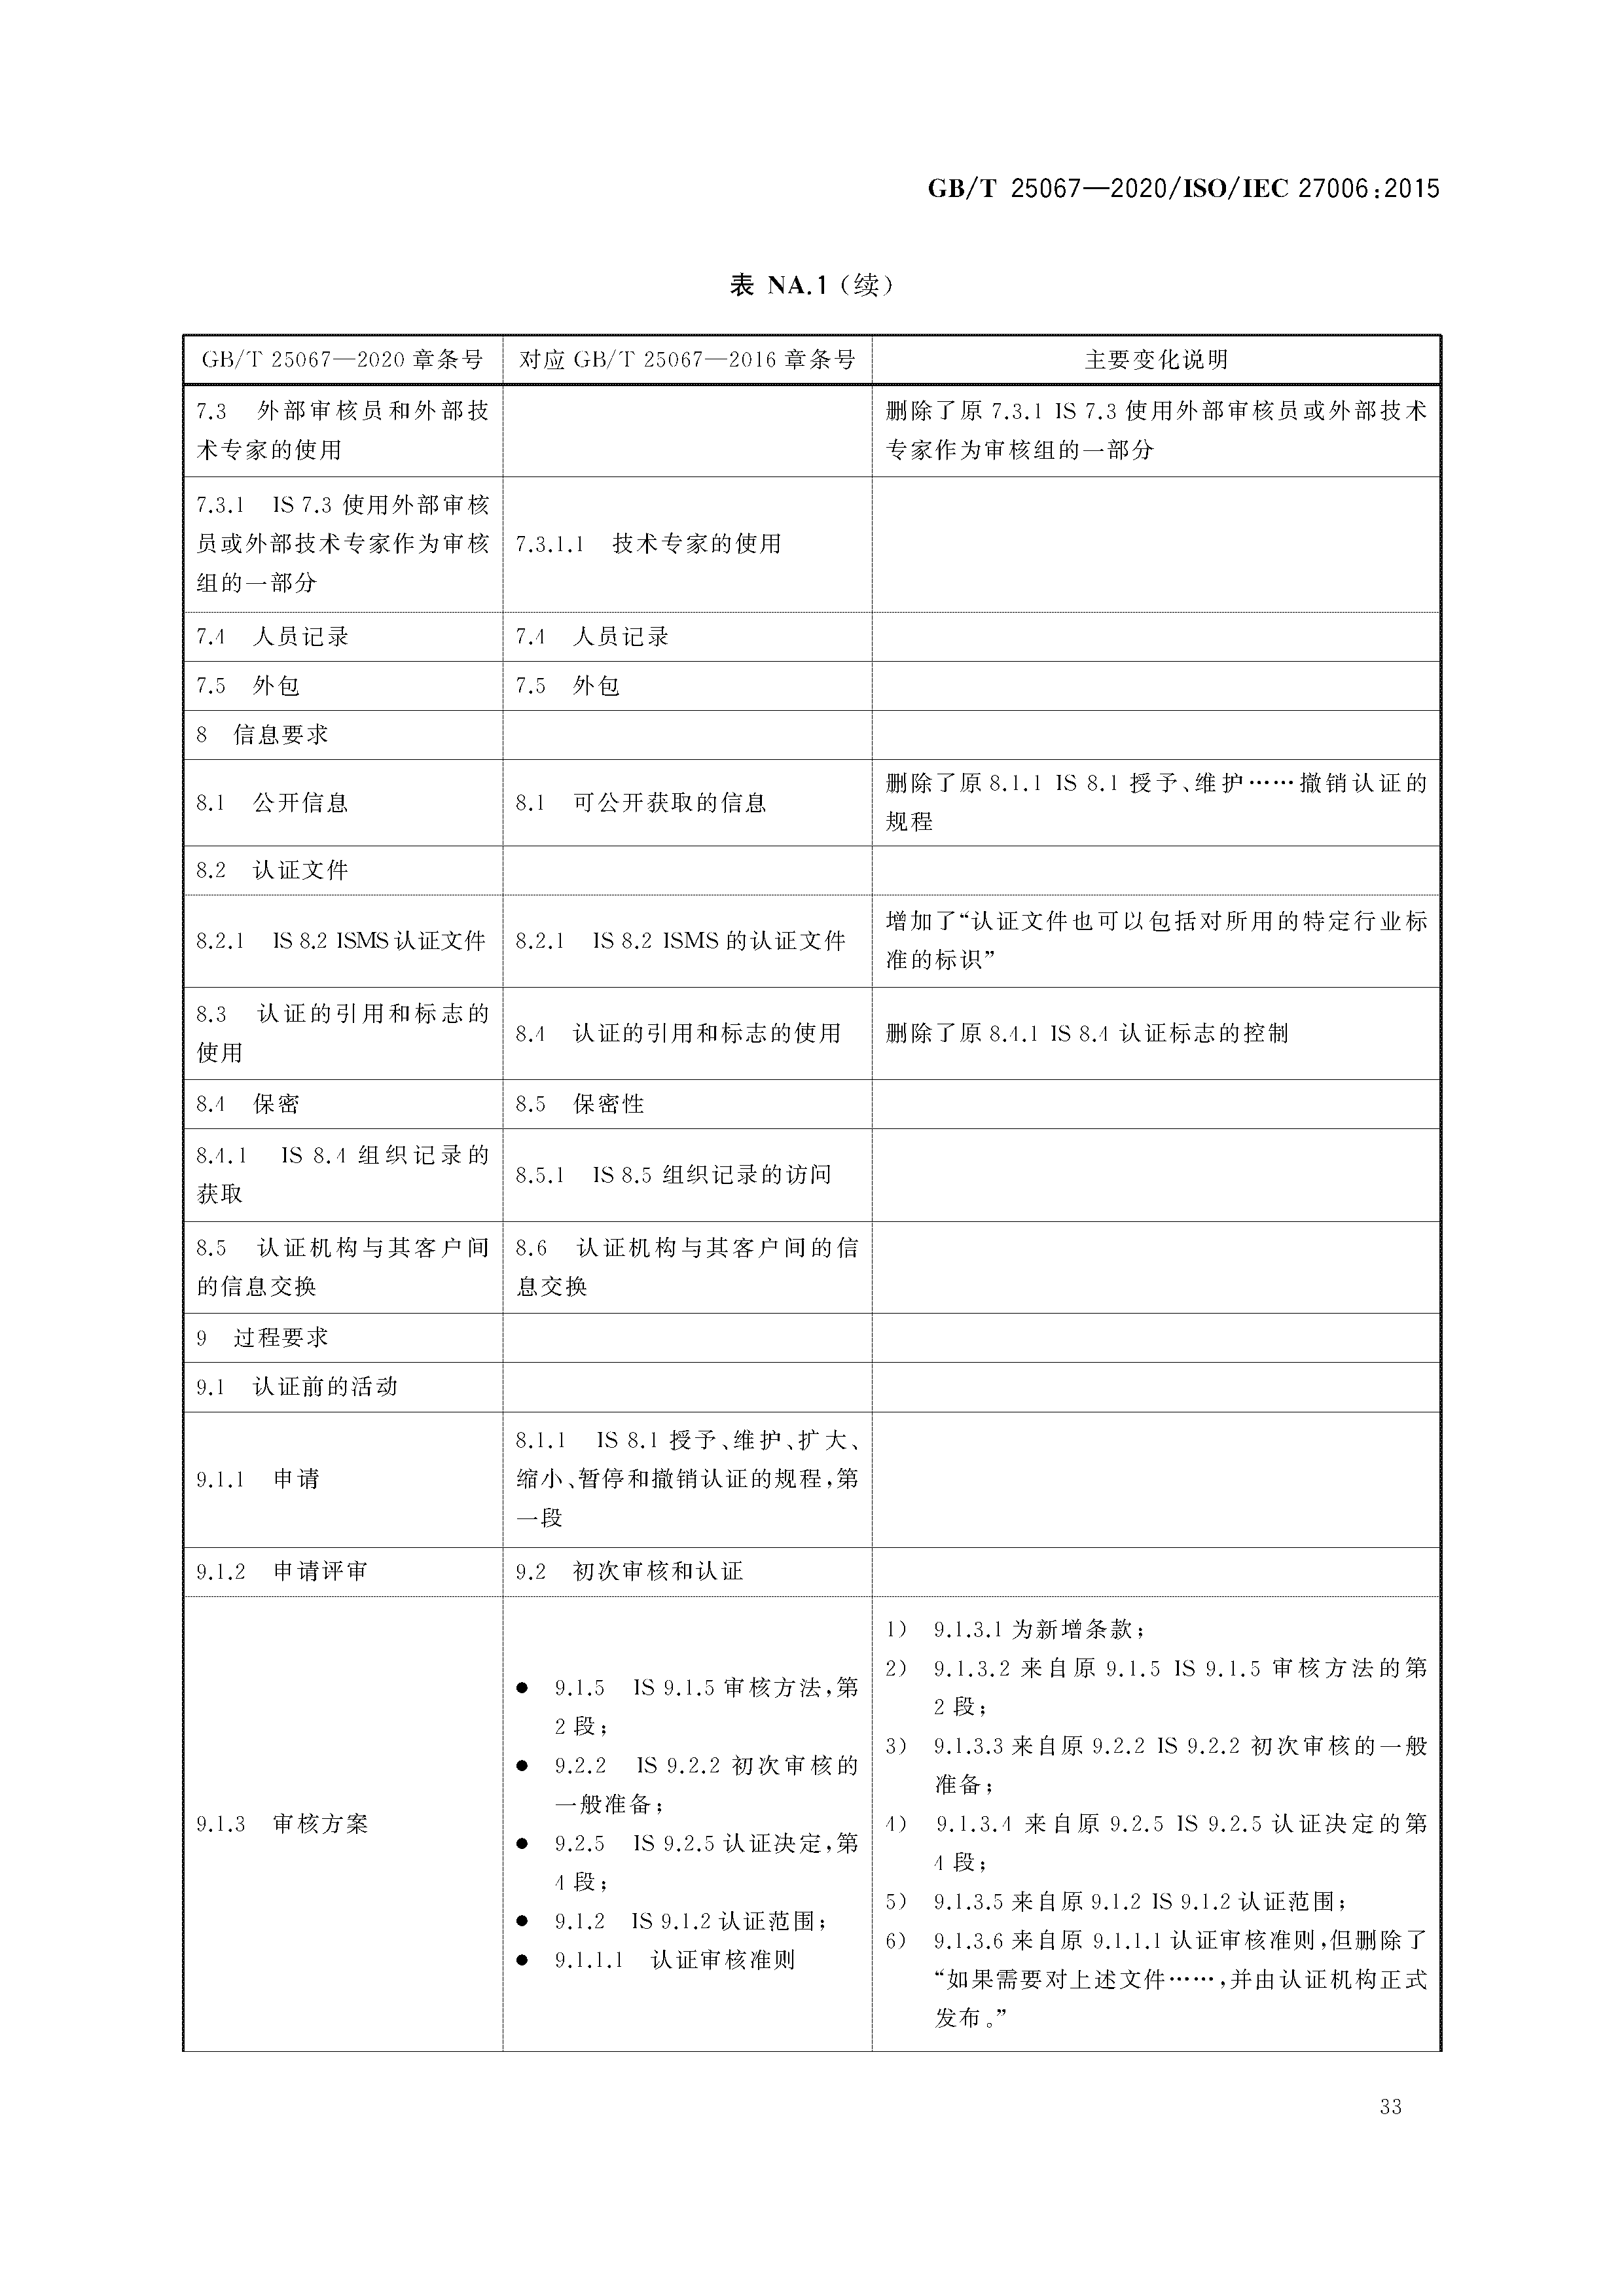 GB/T 25067—2020/ISO/IEC 27006:2015
表 NA.1（续）
GB/T 25067—2020 章条号 对应 GB/T 25067—2016 章条号 主要变化说明
7.3 外部审核员和外部技
术专家的使用
删除了原 7.3.1 IS 7.3 使用外部审核员或外部技术
专家作为审核组的一部分
7.3.1 IS 7.3 使用外部审核
员或外部技术专家作为审核
组的一部分
7.3.1.1 技术专家的使用
7.4 人员记录 7.4 人员记录
7.5 外包 7.5 外包
8 信息要求
8.1 公开信息 8.1 可公开获取的信息
删除了原 8.1.1 IS 8.1 授予、维护……撤销认证的
规程
8.2 认证文件
8.2.1 IS 8.2 ISMS 认证文件 8.2.1 IS 8.2 ISMS 的认证文件
增加了“认证文件也可以包括对所用的特定行业标
准的标识”
8.3 认证的引用和标志的
使用
8.4 认证的引用和标志的使用 删除了原 8.4.1 IS 8.4 认证标志的控制
8.4 保密 8.5 保密性
8.4.1 IS 8.4 组织记录的
获取
8.5.1 IS 8.5 组织记录的访问
8.5 认证机构与其客户间
的信息交换
8.6 认证机构与其客户间的信
息交换
9 过程要求
9.1 认证前的活动
9.1.1 申请
8.1.1 IS 8.1 授予、维护、扩大、
缩小、暂停和撤销认证的规程，第
一段
9.1.2 申请评审 9.2 初次审核和认证
9.1.3 审核方案
● 9.1.5 IS 9.1.5 审核方法，第
2 段；
● 9.2.2 IS 9.2.2 初次审核的
一般准备；
● 9.2.5 IS 9.2.5 认证决定，第
4 段；
● 9.1.2 IS 9.1.2 认证范围；
● 9.1.1.1 认证审核准则
1） 9.1.3.1 为新增条款；
2） 9.1.3.2 来自原 9.1.5 IS 9.1.5 审核方法的第
2 段；
3） 9.1.3.3 来自原 9.2.2 IS 9.2.2 初次审核的一般
准备；
4） 9.1.3.4 来自原 9.2.5 IS 9.2.5 认证决定的第
4 段；
5） 9.1.3.5 来自原 9.1.2 IS 9.1.2 认证范围；
6） 9.1.3.6 来自原 9.1.1.1 认证审核准则，但删除了
“如果需要对上述文件……，并由认证机构正式
发布。”
33